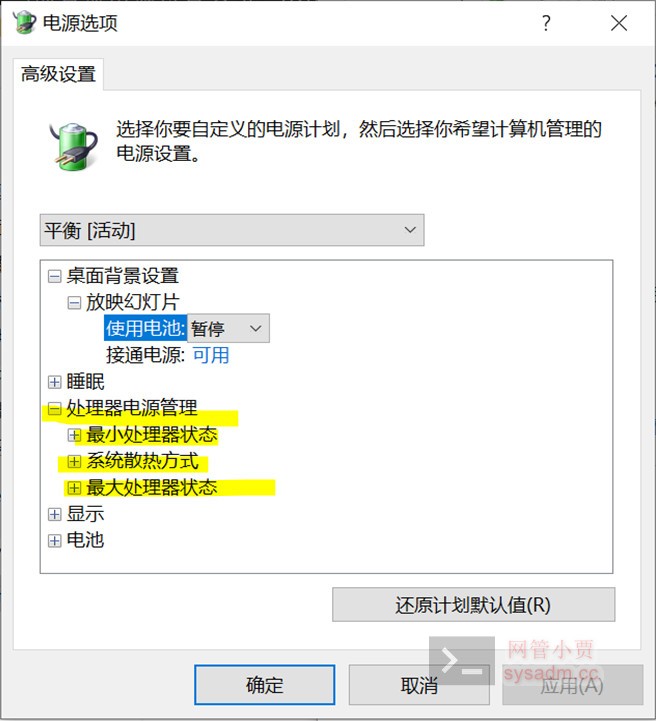 电源选项
高级设置
选择你要自定义的电源计划，然后选择你希望计算机管理的
电源设置。
平衡 [活动]
桌面背景设置
放映幻灯片
使用电池: 暂停
接通电源: 可用
睡眠
处理器电源管理
最小处理器状态
系统散热方式
最大处理器状态
显示
电池
还原计划默认值(R)
网管小贾
sysadm.cc
确定 取消 应用(A)